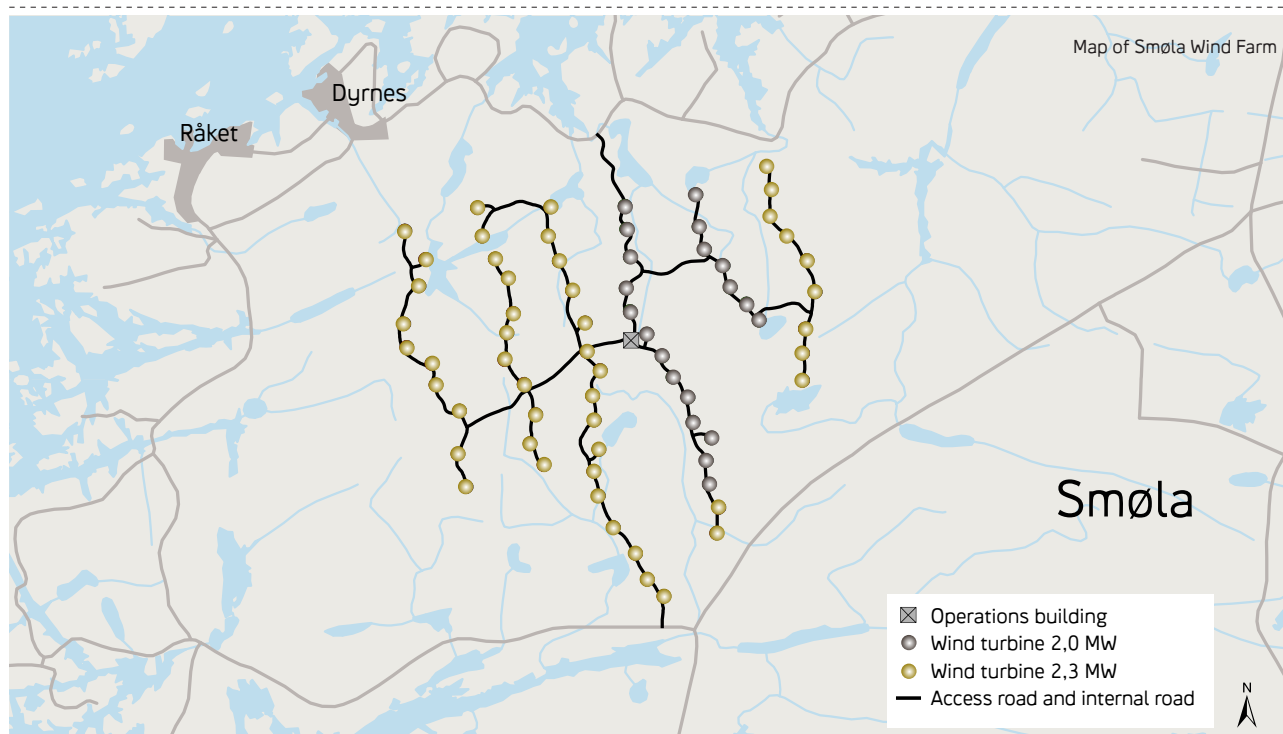 Map of Smøla Wind Farm
Dyrnes
Råket
Smøla
Operations building
Wind turbine 2,0 MW
Wind turbine 2,3 MW
Access road and internal road
N